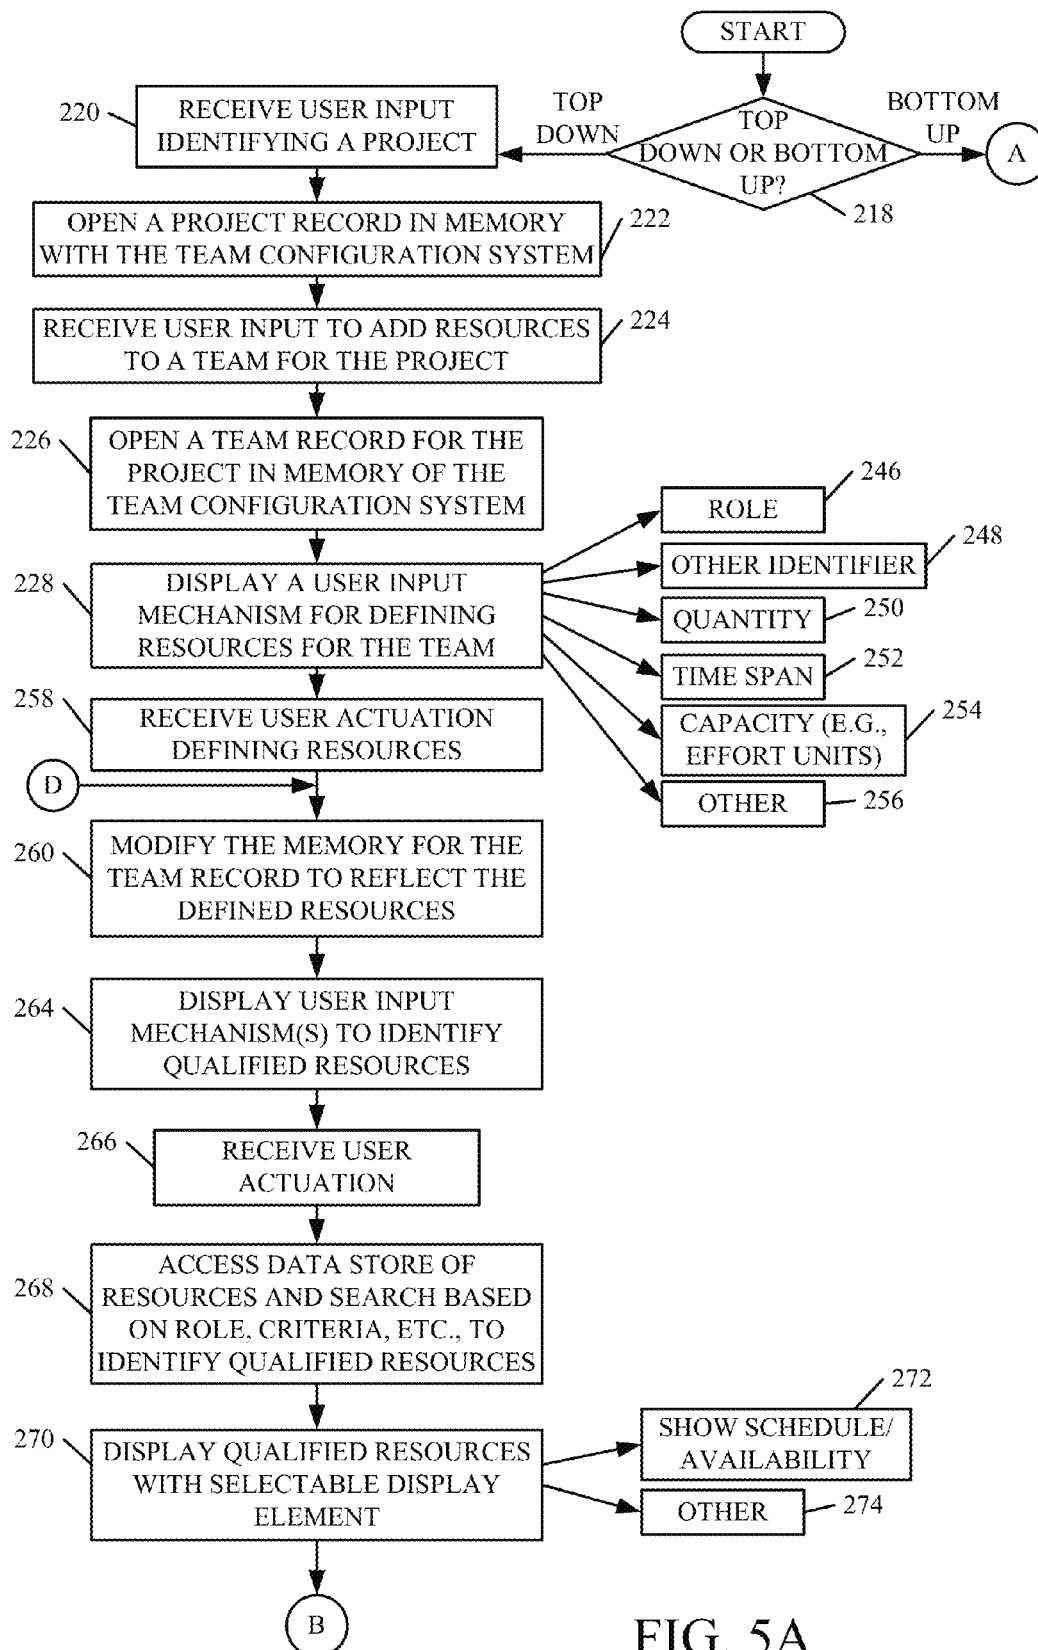 START
TOP
DOWN
BOTTOM
UP
TOP
DOWN OR BOTTOM
UP?
A
218
220
RECEIVE USER INPUT
IDENTIFYING A PROJECT
OPEN A PROJECT RECORD IN MEMORY
WITH THE TEAM CONFIGURATION SYSTEM
222
RECEIVE USER INPUT TO ADD RESOURCES
TO A TEAM FOR THE PROJECT
224
226
OPEN A TEAM RECORD FOR THE
PROJECT IN MEMORY OF THE
TEAM CONFIGURATION SYSTEM
228
DISPLAY A USER INPUT
MECHANISM FOR DEFINING
RESOURCES FOR THE TEAM
ROLE
246
OTHER IDENTIFIER
248
QUANTITY
250
TIME SPAN
252
CAPACITY (E.G.,
EFFORT UNITS)
254
OTHER
256
258
RECEIVE USER ACTUATION
DEFINING RESOURCES
D
260
MODIFY THE MEMORY FOR THE
TEAM RECORD TO REFLECT THE
DEFINED RESOURCES
264
DISPLAY USER INPUT
MECHANISM(S) TO IDENTIFY
QUALIFIED RESOURCES
266
RECEIVE USER
ACTUATION
268
ACCESS DATA STORE OF
RESOURCES AND SEARCH BASED
ON ROLE, CRITERIA, ETC., TO
IDENTIFY QUALIFIED RESOURCES
270
DISPLAY QUALIFIED RESOURCES
WITH SELECTABLE DISPLAY
ELEMENT
272
SHOW SCHEDULE/
AVAILABILITY
OTHER
274
B
FIG. 5A